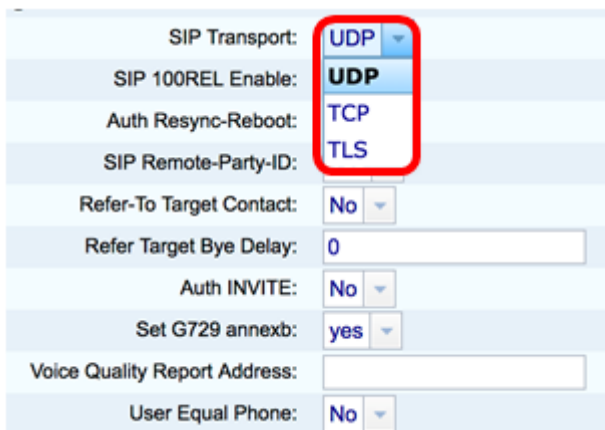 SIP Transport: UDP
SIP 100REL Enable: UDP
Auth Resync-Reboot: TCP
SIP Remote-Party-ID: TLS
Refer-To Target Contact: No
Refer Target Bye Delay: 0
Auth INVITE: No
Set G729 annexb: yes
Voice Quality Report Address:
User Equal Phone: No